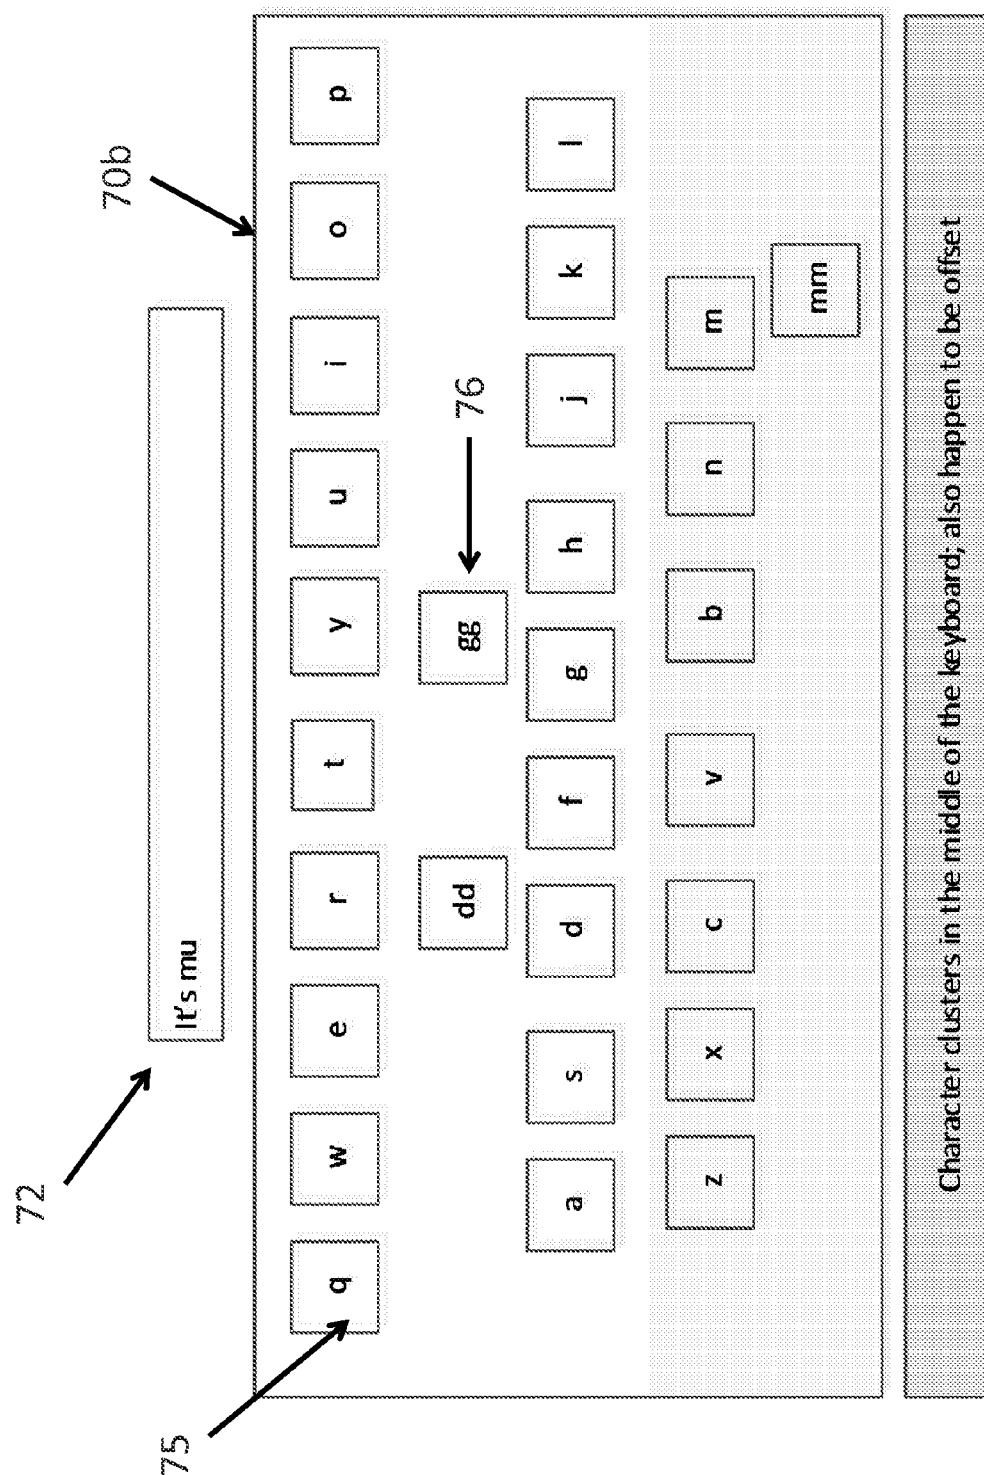 72
70b
It's mu
75
q w e r t y u i o p
76
dd gg
a s d f g h j k l
z x c v b n m
mm
Character clusters in the middle of the keyboard; also happen to be offset